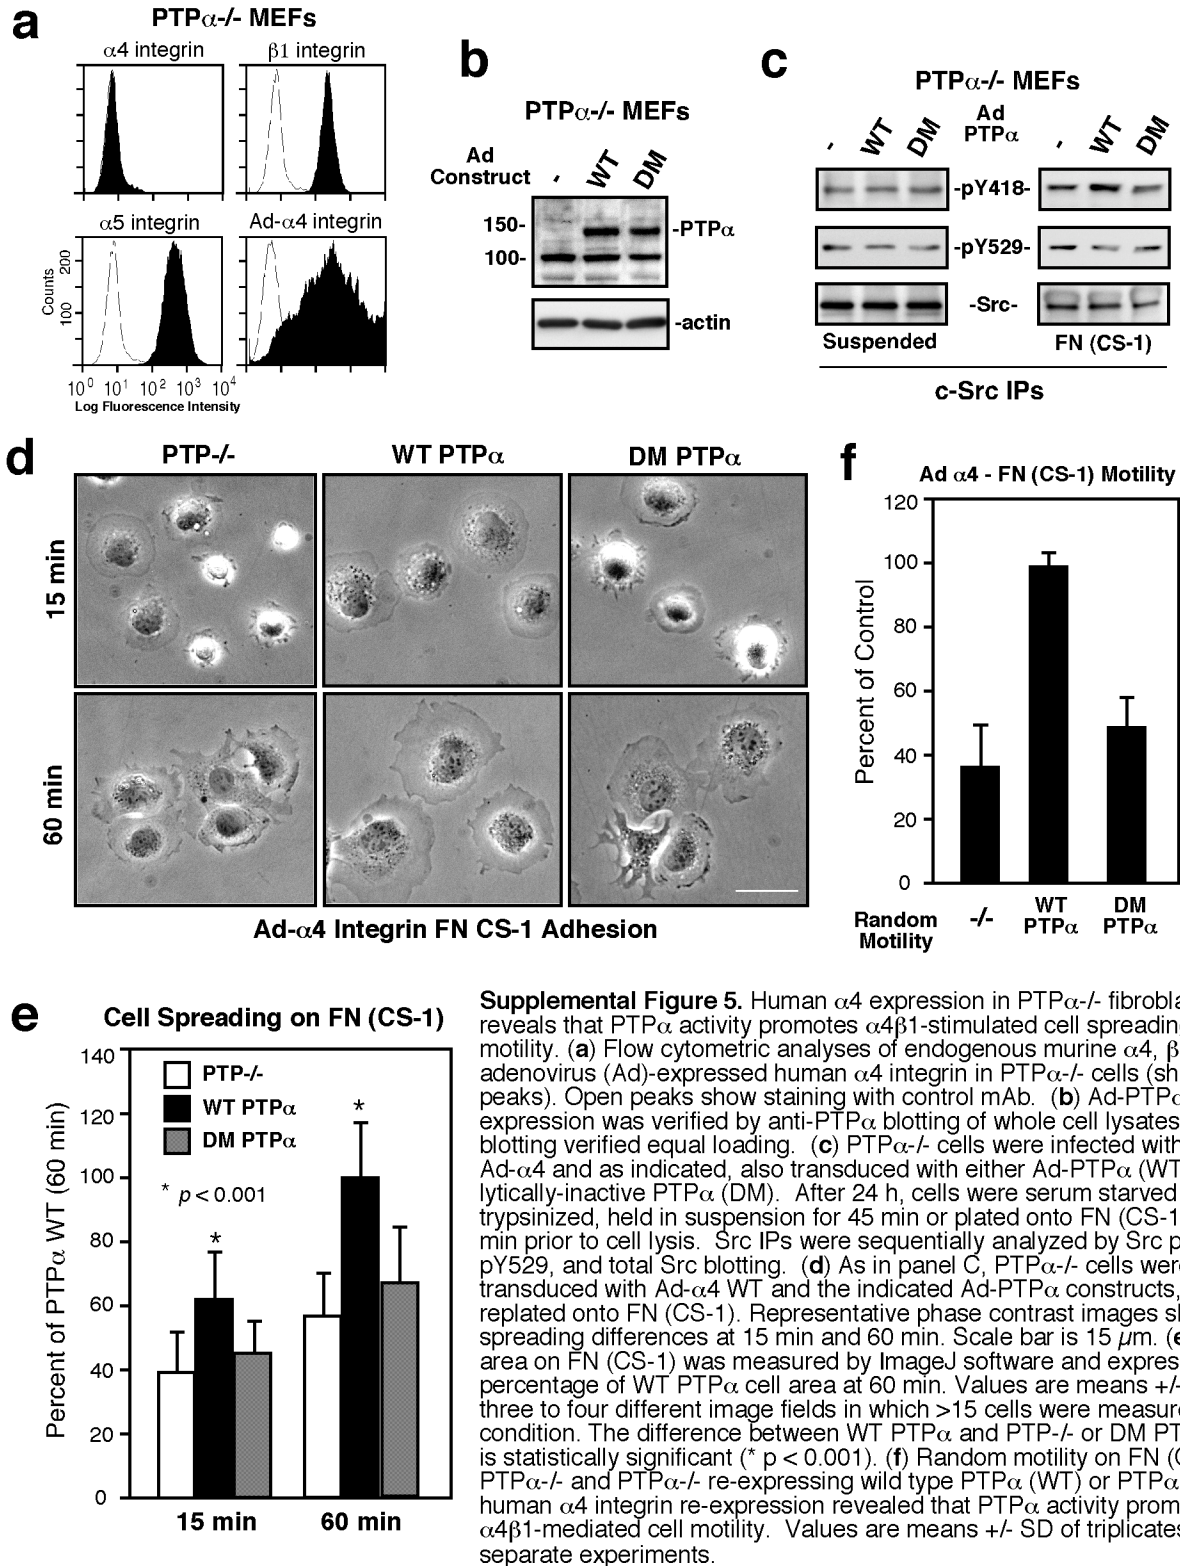 a
PTPα-/- MEFs
α4 integrin
β1 integrin
α5 integrin
Ad-α4 integrin
Counts
200
100
10⁰ 10¹ 10² 10³ 10⁴
Log Fluorescence Intensity
b
PTPα-/- MEFs
Ad
Construct
- WT DM
150-
-PTPα
100-
-actin
c
PTPα-/- MEFs
- WT DM
Ad
PTPα
- WT DM
-pY418-
-pY529-
-Src-
Suspended
FN (CS-1)
c-Src IPs
d
PTP-/-
WT PTPα
DM PTPα
15 min
60 min
Ad-α4 Integrin FN CS-1 Adhesion
f
Ad α4 - FN (CS-1) Motility
Percent of Control
120
100
80
60
40
20
0
Random
Motility
-/-
WT
PTPα
DM
PTPα
e
Cell Spreading on FN (CS-1)
Percent of PTPα WT (60 min)
140
120
100
80
60
40
20
0
PTP-/-
WT PTPα
DM PTPα
* p < 0.001
*
*
15 min
60 min
Supplemental Figure 5. Human α4 expression in PTPα-/- fibrobla
reveals that PTPα activity promotes α4β1-stimulated cell spreading
motility. (a) Flow cytometric analyses of endogenous murine α4, β
adenovirus (Ad)-expressed human α4 integrin in PTPα-/- cells (sh
peaks). Open peaks show staining with control mAb. (b) Ad-PTPα
expression was verified by anti-PTPα blotting of whole cell lysates
blotting verified equal loading. (c) PTPα-/- cells were infected with
Ad-α4 and as indicated, also transduced with either Ad-PTPα (WT
lytically-inactive PTPα (DM). After 24 h, cells were serum starved
trypsinized, held in suspension for 45 min or plated onto FN (CS-1
min prior to cell lysis. Src IPs were sequentially analyzed by Src p
pY529, and total Src blotting. (d) As in panel C, PTPα-/- cells were
transduced with Ad-α4 WT and the indicated Ad-PTPα constructs,
replated onto FN (CS-1). Representative phase contrast images sh
spreading differences at 15 min and 60 min. Scale bar is 15 µm. (e
area on FN (CS-1) was measured by ImageJ software and expres
percentage of WT PTPα cell area at 60 min. Values are means +/-
three to four different image fields in which >15 cells were measure
condition. The difference between WT PTPα and PTP-/- or DM PT
is statistically significant (* p < 0.001). (f) Random motility on FN (
PTPα-/- and PTPα-/- re-expressing wild type PTPα (WT) or PTPα
human α4 integrin re-expression revealed that PTPα activity prom
α4β1-mediated cell motility. Values are means +/- SD of triplicates
separate experiments.